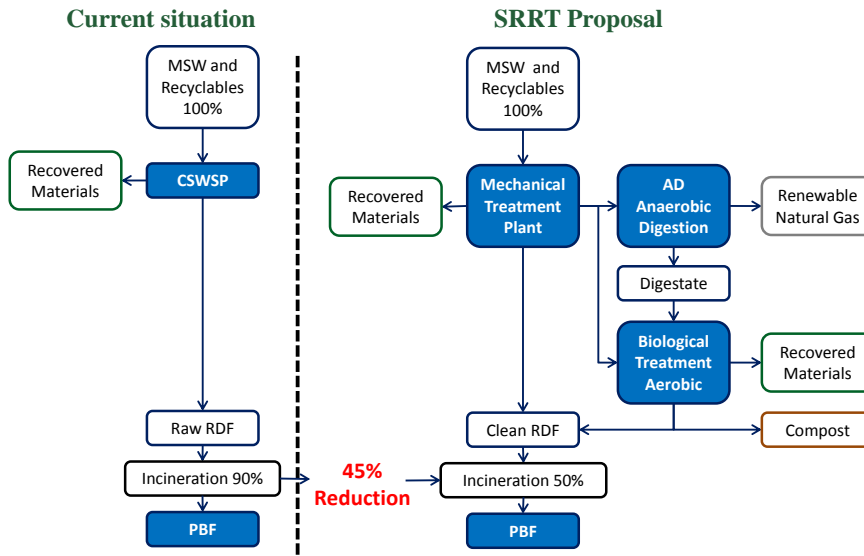 Current situation
MSW and
Recyclables
100%
Recovered
Materials
CSWSP
Raw RDF
Incineration 90%
PBF
45%
Reduction
SRRT Proposal
MSW and
Recyclables
100%
Recovered
Materials
Mechanical
Treatment
Plant
AD
Anaerobic
Digestion
Renewable
Natural Gas
Digestate
Biological
Treatment
Aerobic
Recovered
Materials
Clean RDF
Compost
Incineration 50%
PBF